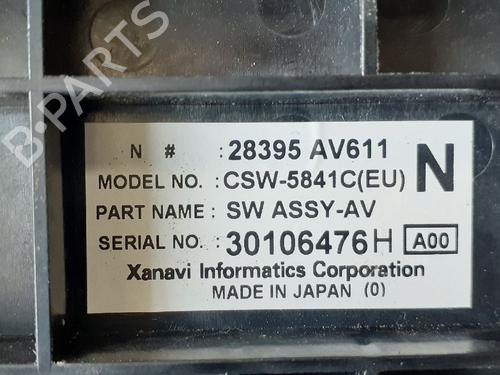 B-PARTS
N # : 28395 AV611
MODEL NO. : CSW-5841C(EU) N
PART NAME : SW ASSY-AV
SERIAL NO. : 30106476H A00
Xanavi Informatics Corporation
MADE IN JAPAN (0)